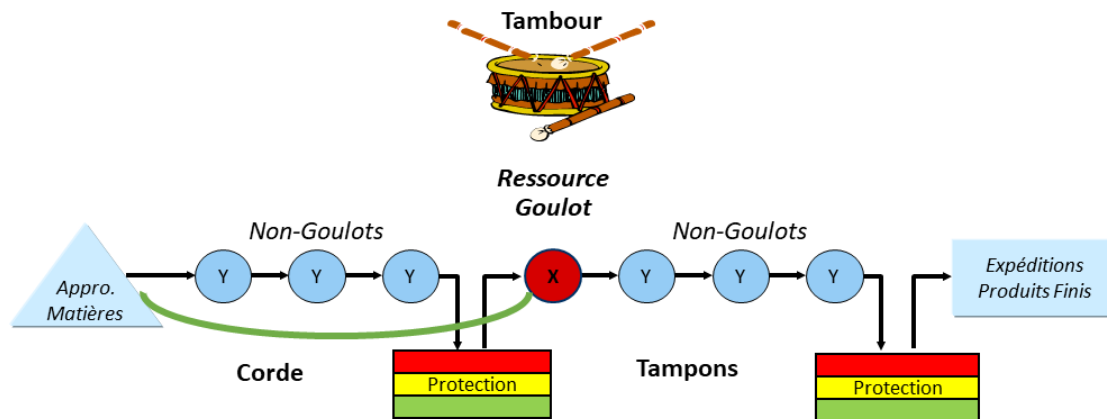 Tambour
Ressource
Goulot
Non-Goulots
Non-Goulots
Appro.
Matières
Y
Y
Y
X
Y
Y
Y
Expéditions
Produits Finis
Corde
Protection
Tampons
Protection